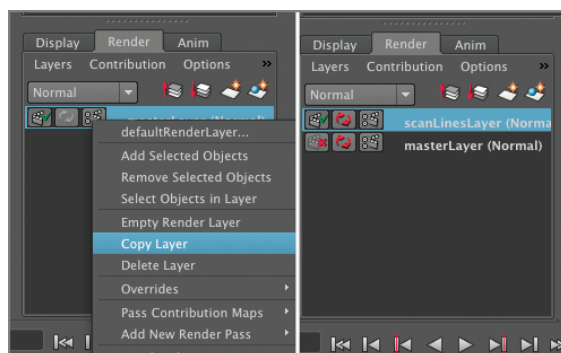 Display Render Anim
Layers Contribution Options »
Normal
defaultRenderLayer...
Add Selected Objects
Remove Selected Objects
Select Objects in Layer
Empty Render Layer
Copy Layer
Delete Layer
Overrides
Pass Contribution Maps
Add New Render Pass
Display Render Anim
Layers Contribution Options »
Normal
scanLinesLayer (Norma
masterLayer (Normal)